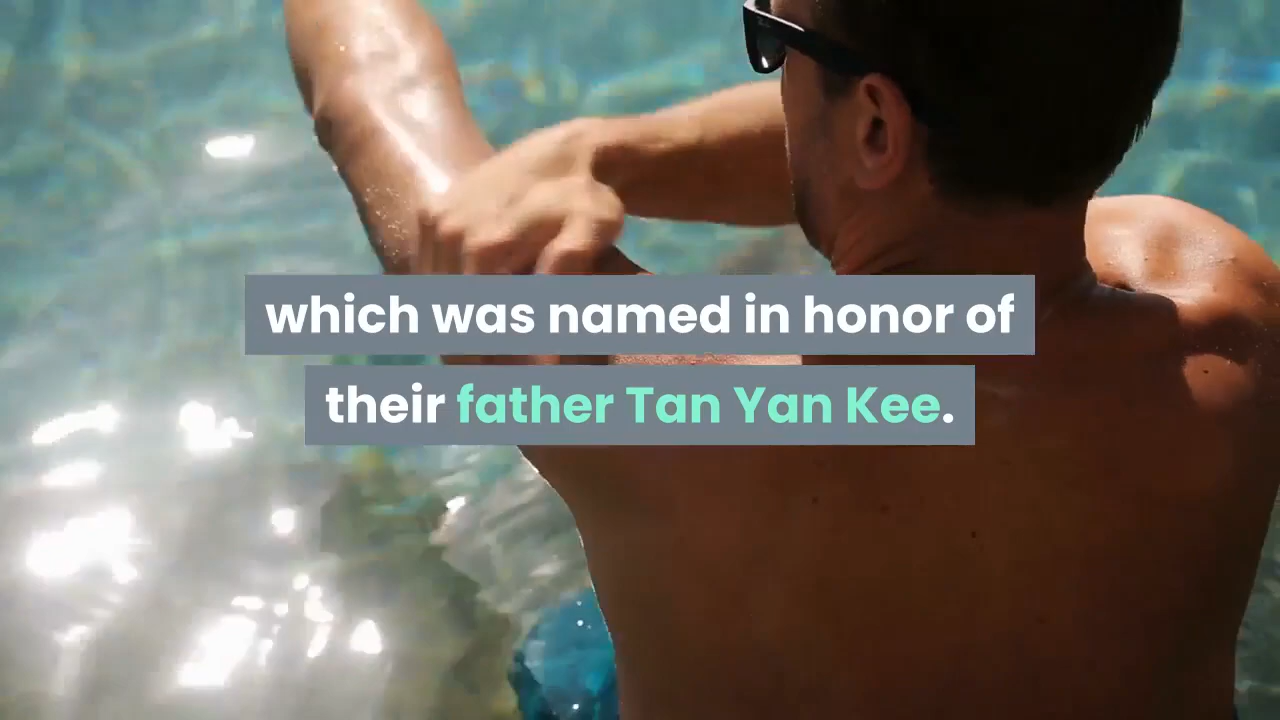 which was named in honor of
their father Tan Yan Kee.